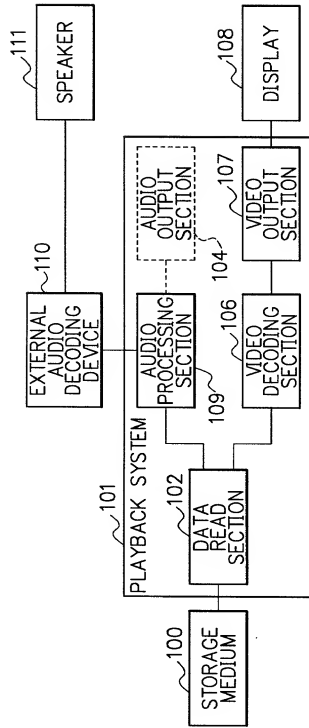 111
SPEAKER
108
DISPLAY
110
EXTERNAL
AUDIO
DECODING
DEVICE
AUDIO
PROCESSING
SECTION
109
AUDIO
OUTPUT
SECTION
104
107
VIDEO
OUTPUT
SECTION
106
VIDEO
DECODING
SECTION
101
PLAYBACK SYSTEM
102
DATA
READ
SECTION
100
STORAGE
MEDIUM